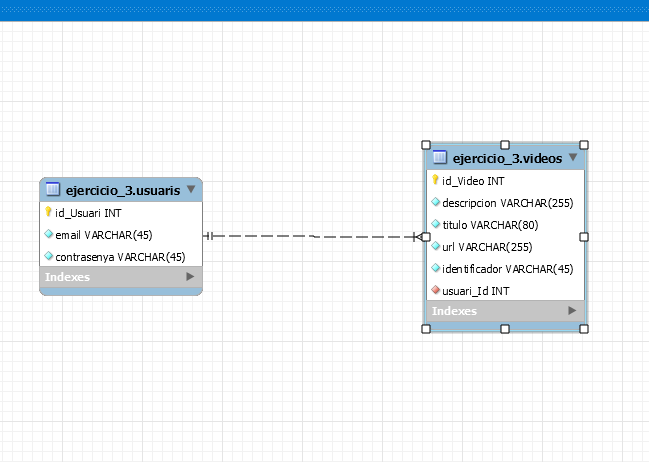 ejercicio_3.usuaris
id_Usuari INT
email VARCHAR(45)
contrasenya VARCHAR(45)
Indexes
ejercicio_3.videos
id_Video INT
descripcion VARCHAR(255)
titulo VARCHAR(80)
url VARCHAR(255)
identificador VARCHAR(45)
usuari_Id INT
Indexes